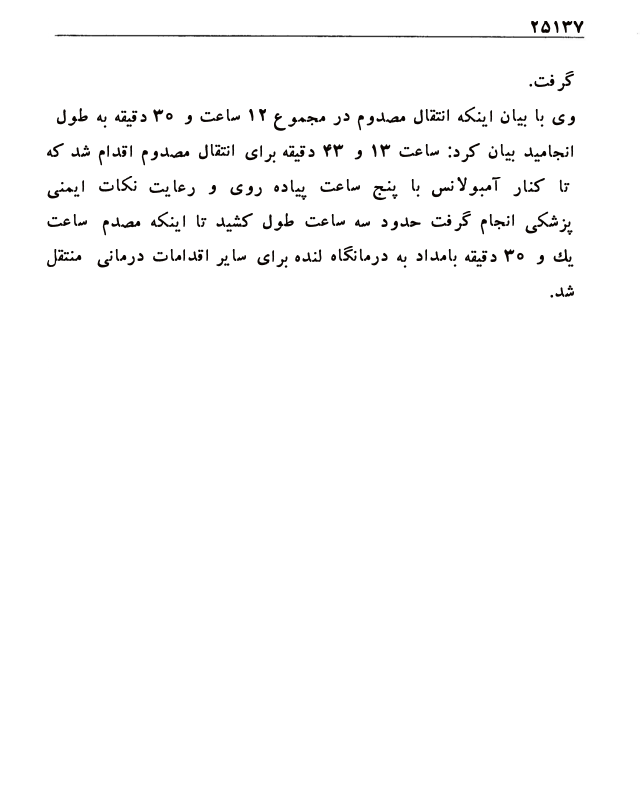 ۲۵۱۳۷
گرفت.
وی با بیان اینکه انتقال مصدوم در مجموع ۱۲ ساعت و ۳۰ دقیقه به طول
انجامید بیان کرد: ساعت ۱۳ و ۴۳ دقیقه برای انتقال مصدوم اقدام شد که
تا کنار آمبولانس با پنج ساعت پیاده روی و رعایت نکات ایمنی
پزشکی انجام گرفت حدود سه ساعت طول کشید تا اینکه مصدم ساعت
یك و ۳۰ دقیقه بامداد به درمانگاه لنده برای سایر اقدامات درمانی منتقل
شد.